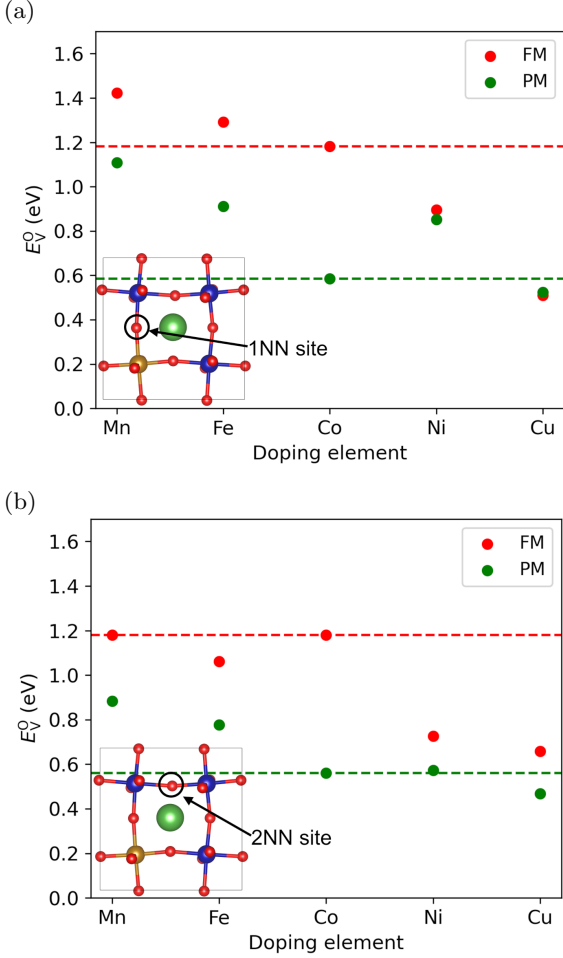 (a)
1.6
FM
PM
1.4
1.2
1.0
0.8
0.6
0.4
0.2
0.0
E_V^O (eV)
1NN site
Mn Fe Co Ni Cu
Doping element
(b)
1.6
FM
PM
1.4
1.2
1.0
0.8
0.6
0.4
0.2
0.0
E_V^O (eV)
2NN site
Mn Fe Co Ni Cu
Doping element